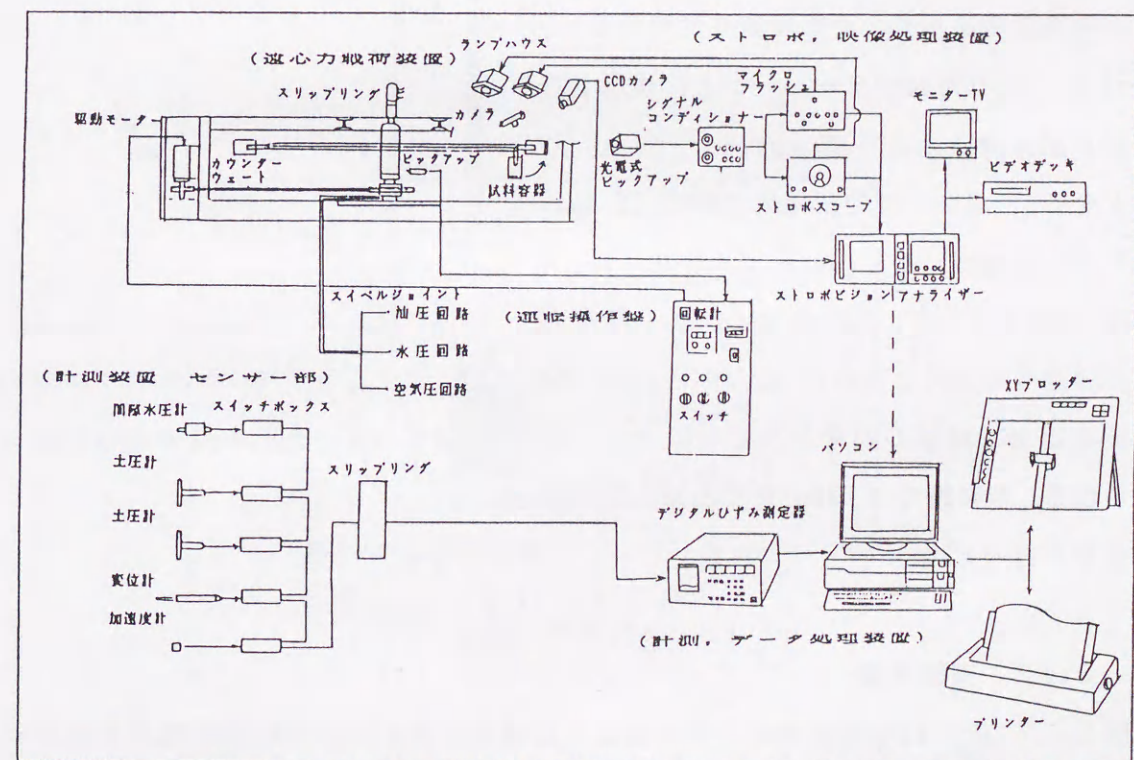 (遠心力載荷装置)
ランプハウス
(ストロボ，映像処理装置)
スリップリング
CCDカメラ
マイクロ
フラッシュ
モニターTV
駆動モーター
カメラ
シグナル
コンディショナー
ビデオデッキ
カウンター
ウェート
ピックアップ
試料容器
光電式
ピックアップ
ストロボスコープ
ストロボビジョンアナライザー
スイベルジョイント
油圧回路
(運転操作盤)
回転計
水圧回路
空気圧回路
スイッチ
(計測装置 センサー部)
間隙水圧計
スイッチボックス
XYプロッター
土圧計
スリップリング
パソコン
土圧計
デジタルひずみ測定器
変位計
加速度計
(計測，データ処理装置)
プリンター